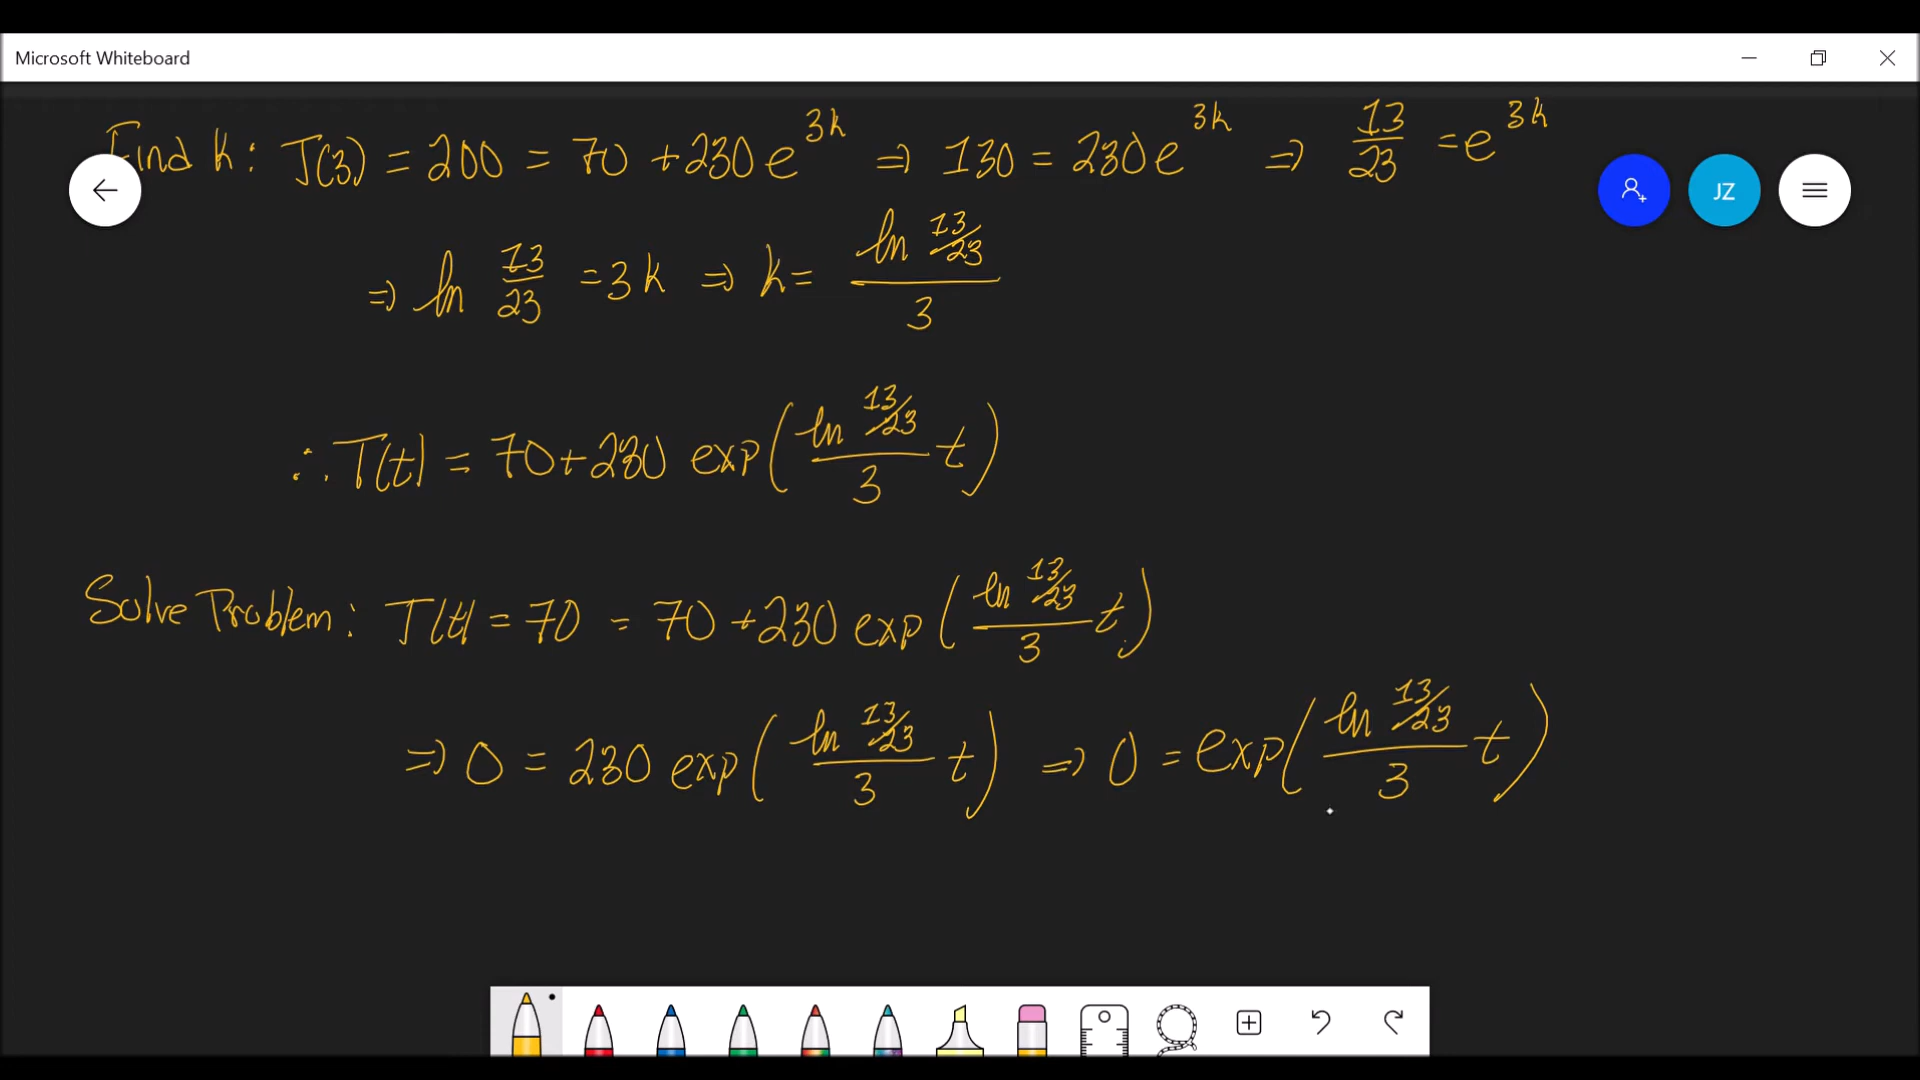 Microsoft Whiteboard
Find k: T(3) = 200 = 70 + 230 e^{3k} ⇒ 130 = 230 e^{3k} ⇒ 13/23 = e^{3k}
JZ
⇒ ln 13/23 = 3k ⇒ k = (ln 13/23)/3
∴ T(t) = 70 + 230 exp((ln 13/23)/3 t)
Solve Problem: T(t) = 70 = 70 + 230 exp((ln 13/23)/3 t)
⇒ 0 = 230 exp((ln 13/23)/3 t) ⇒ 0 = exp((ln 13/23)/3 t)